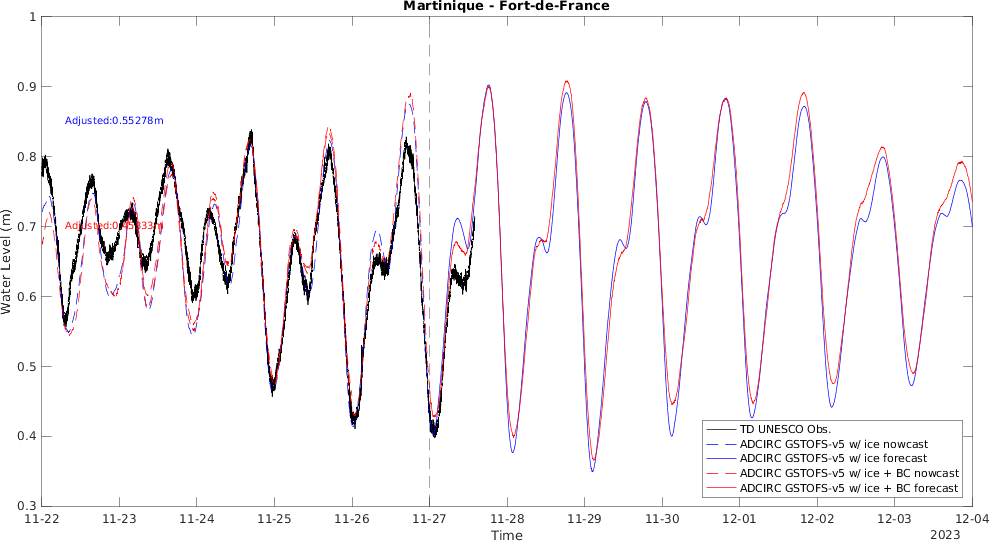 Martinique - Fort-de-France
Water Level (m)
1
0.9
0.8
0.7
0.6
0.5
0.4
0.3
Adjusted:0.55278m
TD UNESCO Obs.
ADCIRC GSTOFS-v5 w/ ice nowcast
ADCIRC GSTOFS-v5 w/ ice forecast
ADCIRC GSTOFS-v5 w/ ice + BC nowcast
ADCIRC GSTOFS-v5 w/ ice + BC forecast
11-22 11-23 11-24 11-25 11-26 11-27 11-28 11-29 11-30 12-01 12-02 12-03 12-04
Time
2023